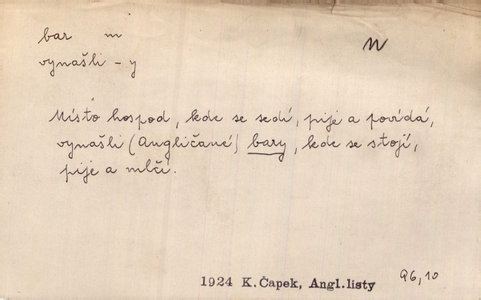 bar m
N
vynašli -y
Místo hospod, kde se sedí, pije a povídá,
vynašli (Angličané) bary, kde se stojí,
pije a mlčí.
1924 K.Čapek, Angl.listy 96,10